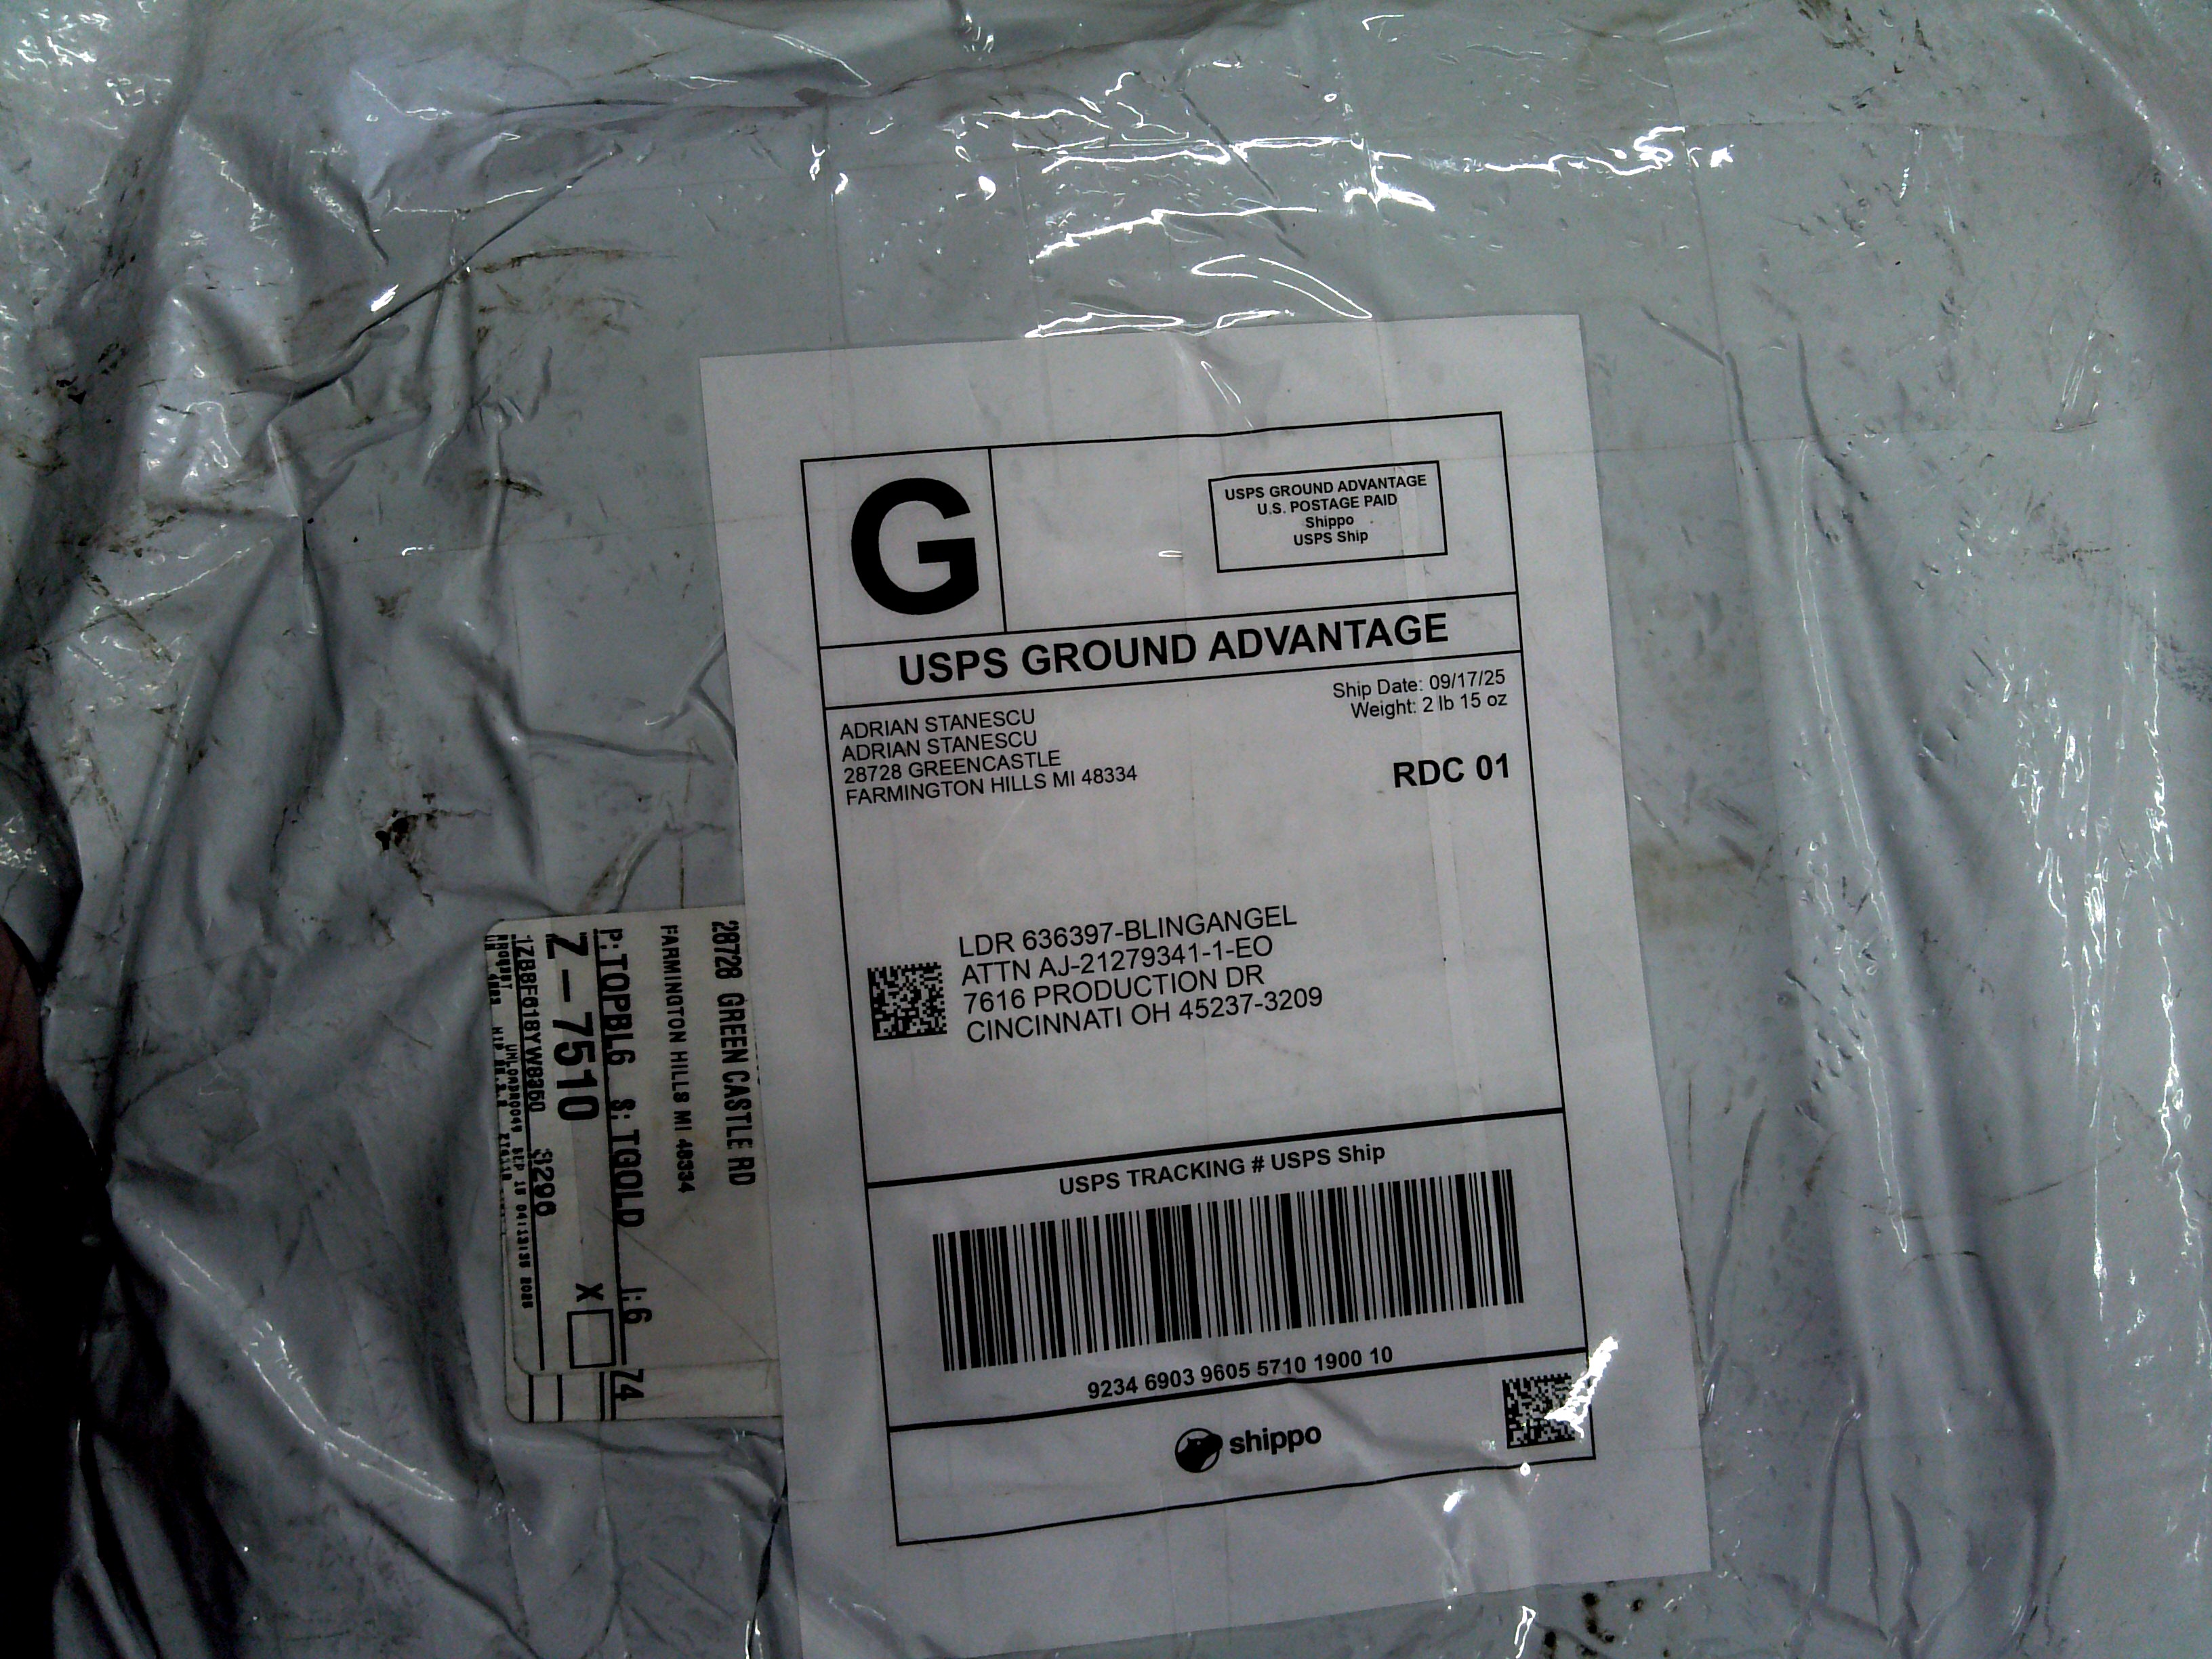 G
USPS GROUND ADVANTAGE
U.S. POSTAGE PAID
Shippo
USPS Ship
USPS GROUND ADVANTAGE
Ship Date: 09/17/25
Weight: 2 lb 15 oz
RDC 01
ADRIAN STANESCU
ADRIAN STANESCU
28728 GREENCASTLE
FARMINGTON HILLS MI 48334
LDR 636397-BLINGANGEL
ATTN AJ-21279341-1-EO
7616 PRODUCTION DR
CINCINNATI OH 45237-3209
USPS TRACKING # USPS Ship
9234 6903 9605 5710 1900 10
shippo
28728 GREEN CASTLE RD
FARMINGTON HILLS MI 48334
P:TOPBL6 S:TGOLD I:6 74
Z-7510 X
9296